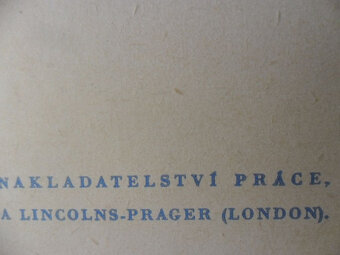 NAKLADATELSTVÍ PRÁCE,
A LINCOLNS-PRAGER (LONDON).